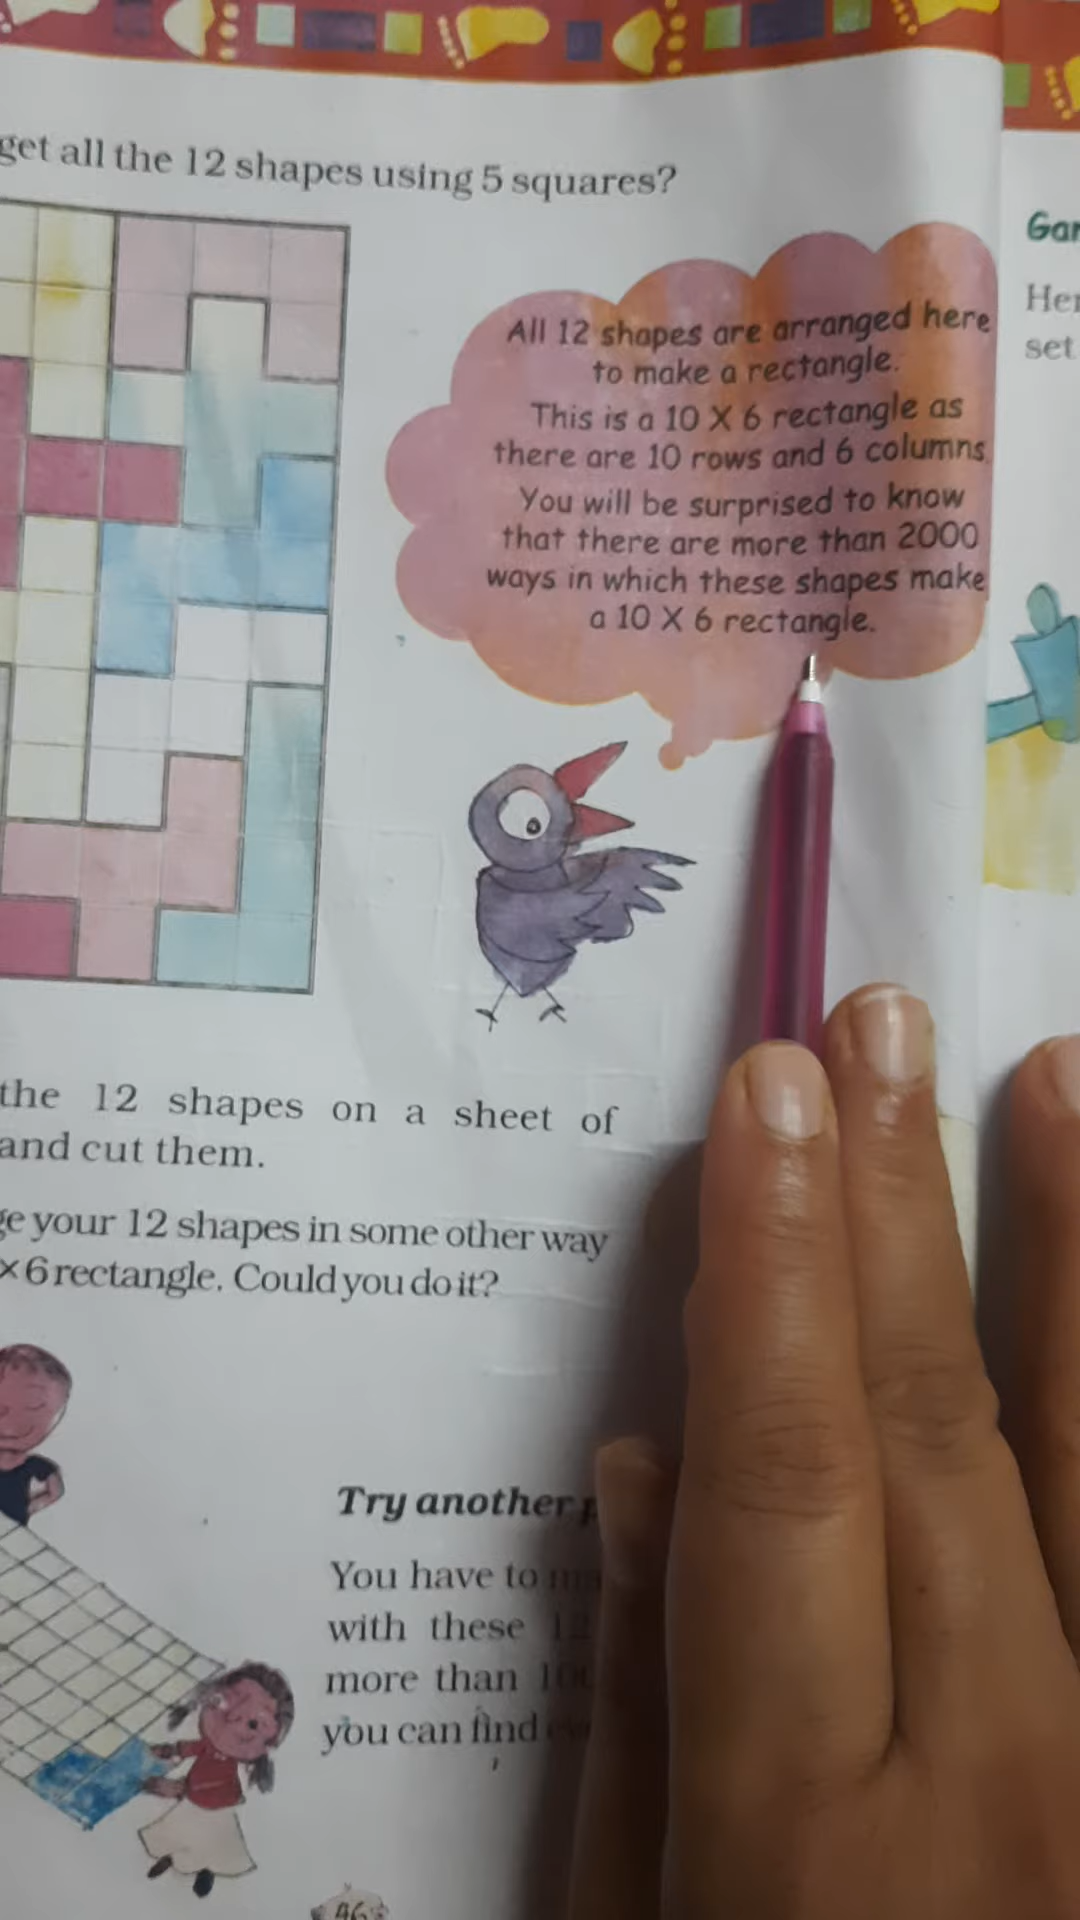 get all the 12 shapes using 5 squares?
All 12 shapes are arranged here
to make a rectangle.
This is a 10 X 6 rectangle as
there are 10 rows and 6 columns
You will be surprised to know
that there are more than 2000
ways in which these shapes make
a 10 X 6 rectangle.
Her
set
the 12 shapes on a sheet of
and cut them.
your 12 shapes in some other way
×6 rectangle. Could you do it?
Try another
You have to
with these 12
more than
you can find
46